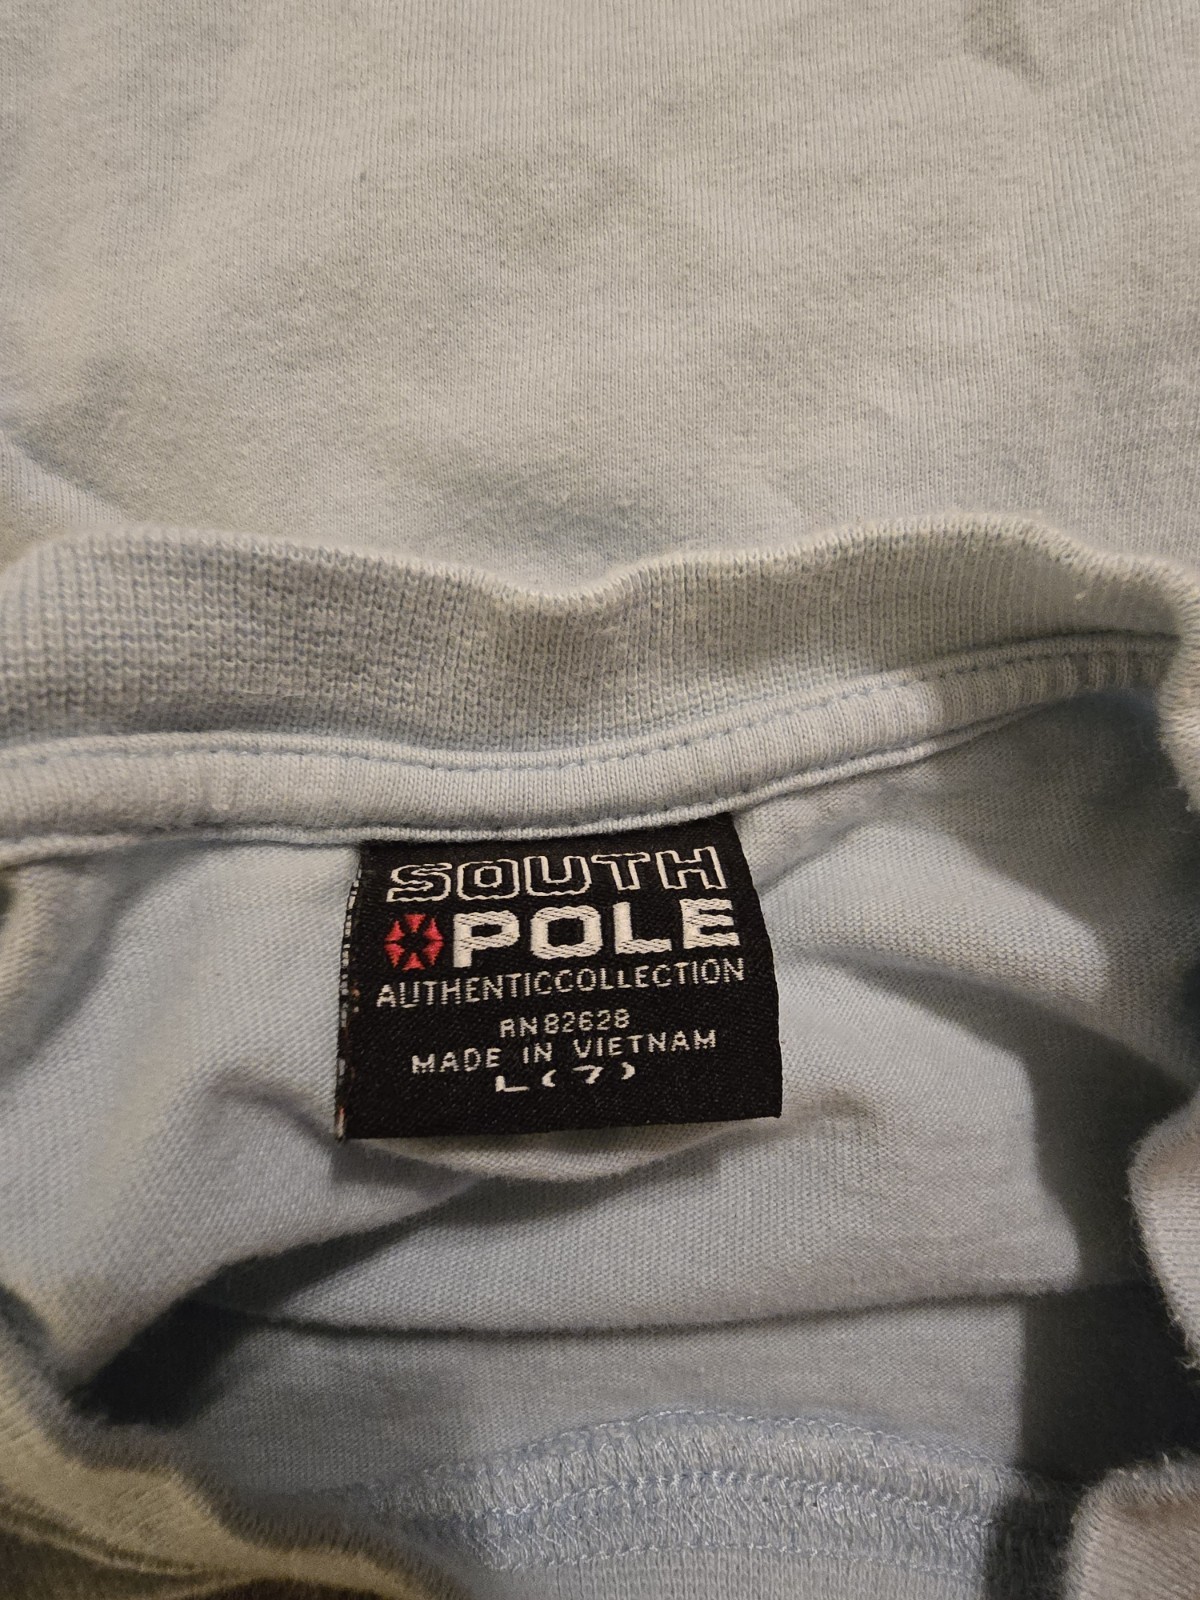 SOUTH
POLE
AUTHENTICCOLLECTION
RN82628
MADE IN VIETNAM
L(7)